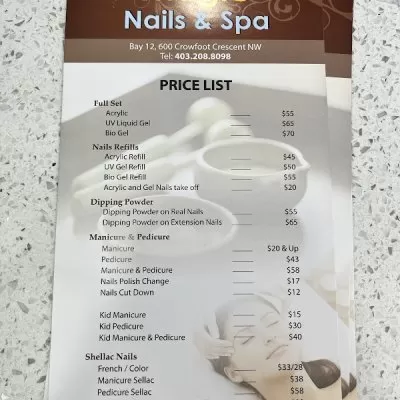 Nails & Spa
Bay 12, 600 Crowfoot Crescent NW
Tel: 403.208.8098
PRICE LIST
Full Set
Acrylic $55
UV Liquid Gel $65
Bio Gel $70
Nails Refills
Acrylic Refill $45
UV Gel Refill $50
Bio Gel Refill $55
Acrylic and Gel Nails take off $20
Dipping Powder
Dipping Powder on Real Nails $55
Dipping Powder on Extension Nails $65
Manicure & Pedicure
Manicure $20 & Up
Pedicure $43
Manicure & Pedicure $58
Nails Polish Change $17
Nails Cut Down $12
Kid Manicure $15
Kid Pedicure $30
Kid Manicure & Pedicure $40
Shellac Nails
French / Color $33/28
Manicure Sellac $38
Pedicure Sellac $58